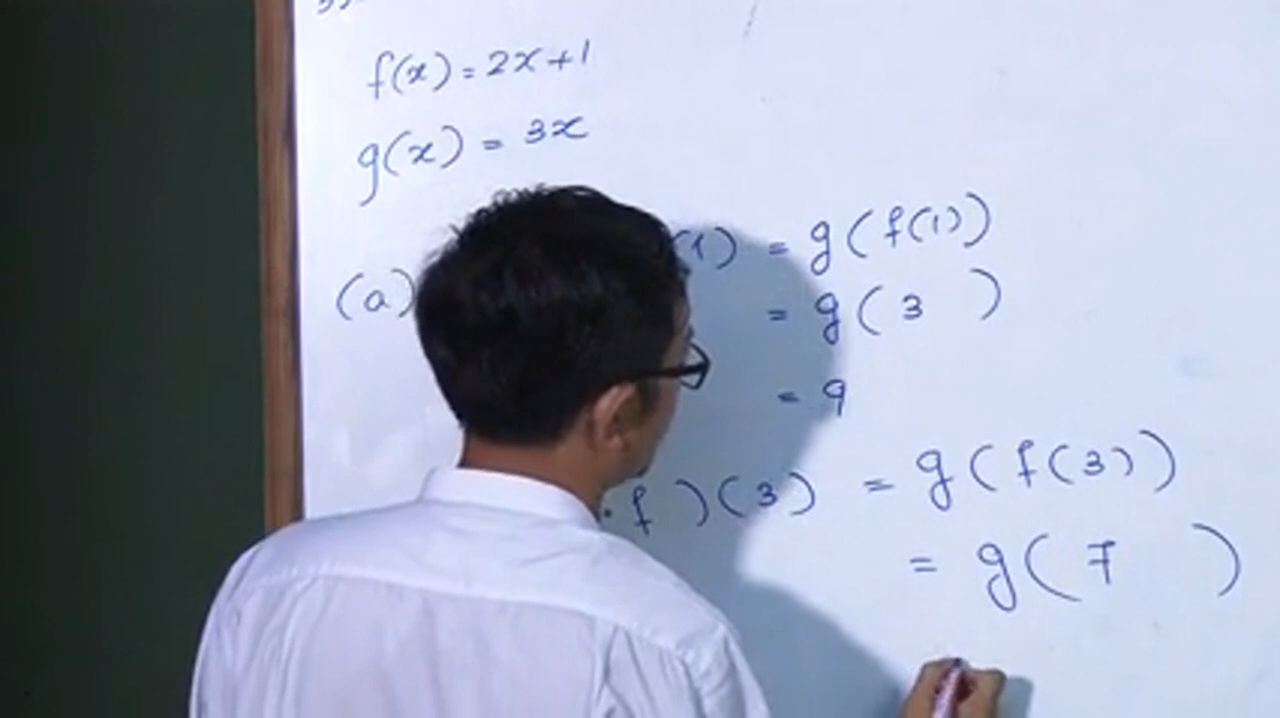 f(x) = 2x+1
g(x) = 3x
(a) (1) = g(f(1))
= g( 3 )
= 9
f )(3) = g(f(3))
= g( 7 )